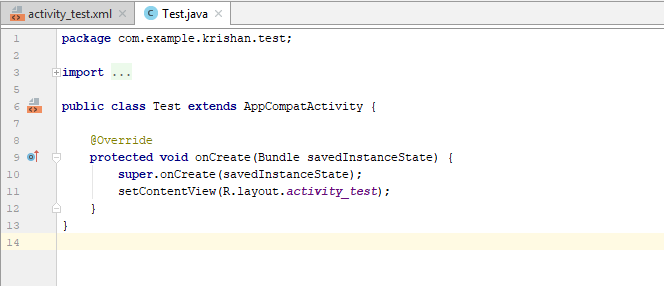 activity_test.xml × Test.java ×
1 package com.example.krishan.test;
2
3 import ...
5
6 public class Test extends AppCompatActivity {
7
8 @Override
9 protected void onCreate(Bundle savedInstanceState) {
10 super.onCreate(savedInstanceState);
11 setContentView(R.layout.activity_test);
12 }
13 }
14